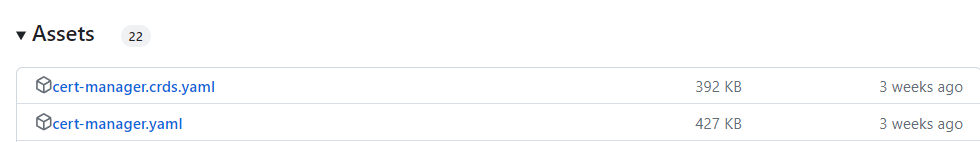 Assets 22
cert-manager.crds.yaml 392 KB 3 weeks ago
cert-manager.yaml 427 KB 3 weeks ago